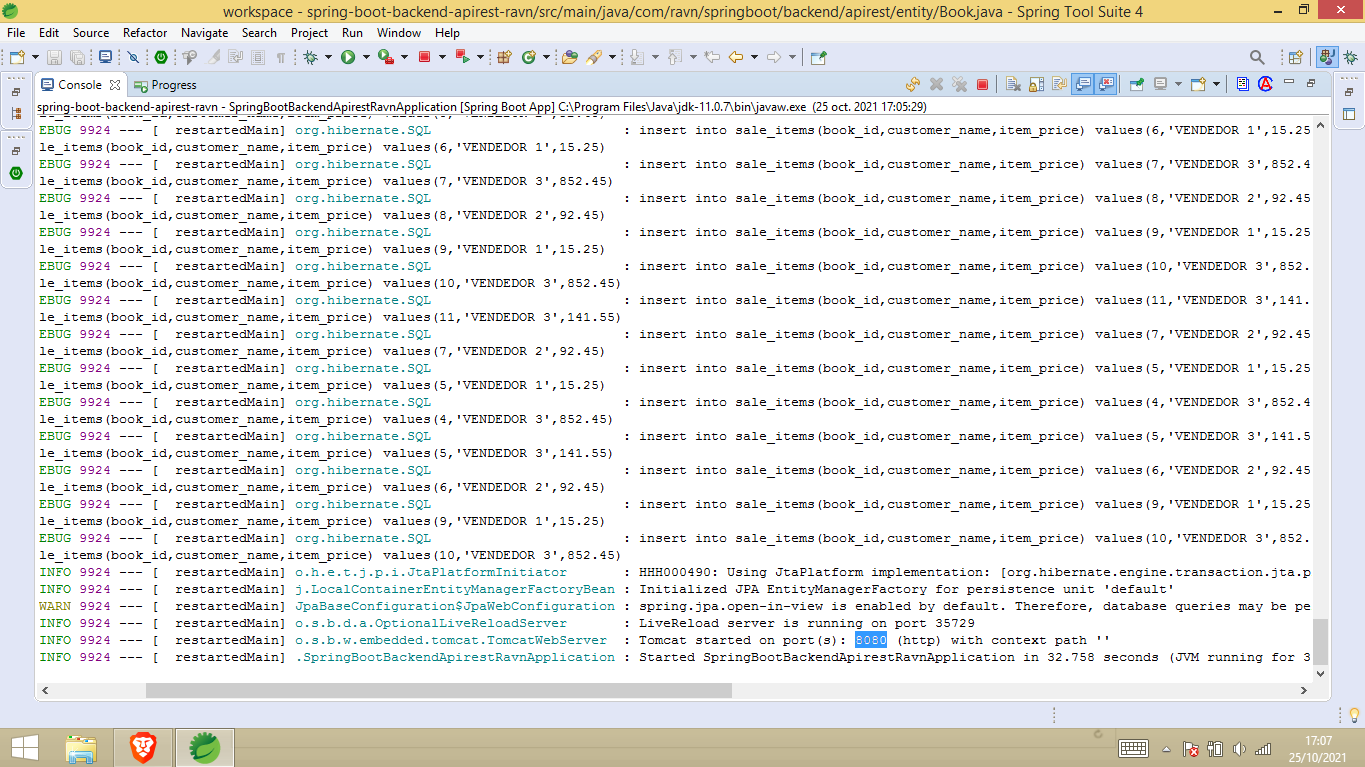 workspace - spring-boot-backend-apirest-ravn/src/main/java/com/ravn/springboot/backend/apirest/entity/Book.java - Spring Tool Suite 4
File Edit Source Refactor Navigate Search Project Run Window Help
Console Progress
spring-boot-backend-apirest-ravn - SpringBootBackendApirestRavnApplication [Spring Boot App] C:\Program Files\Java\jdk-11.0.7\bin\javaw.exe (25 oct. 2021 17:05:29)
EBUG 9924 --- [ restartedMain] org.hibernate.SQL : insert into sale_items(book_id,customer_name,item_price) values(6,'VENDEDOR 1',15.25
le_items(book_id,customer_name,item_price) values(6,'VENDEDOR 1',15.25)
EBUG 9924 --- [ restartedMain] org.hibernate.SQL : insert into sale_items(book_id,customer_name,item_price) values(7,'VENDEDOR 3',852.4
le_items(book_id,customer_name,item_price) values(7,'VENDEDOR 3',852.45)
EBUG 9924 --- [ restartedMain] org.hibernate.SQL : insert into sale_items(book_id,customer_name,item_price) values(8,'VENDEDOR 2',92.45
le_items(book_id,customer_name,item_price) values(8,'VENDEDOR 2',92.45)
EBUG 9924 --- [ restartedMain] org.hibernate.SQL : insert into sale_items(book_id,customer_name,item_price) values(9,'VENDEDOR 1',15.25
le_items(book_id,customer_name,item_price) values(9,'VENDEDOR 1',15.25)
EBUG 9924 --- [ restartedMain] org.hibernate.SQL : insert into sale_items(book_id,customer_name,item_price) values(10,'VENDEDOR 3',852.
le_items(book_id,customer_name,item_price) values(10,'VENDEDOR 3',852.45)
EBUG 9924 --- [ restartedMain] org.hibernate.SQL : insert into sale_items(book_id,customer_name,item_price) values(11,'VENDEDOR 3',141.
le_items(book_id,customer_name,item_price) values(11,'VENDEDOR 3',141.55)
EBUG 9924 --- [ restartedMain] org.hibernate.SQL : insert into sale_items(book_id,customer_name,item_price) values(7,'VENDEDOR 2',92.45
le_items(book_id,customer_name,item_price) values(7,'VENDEDOR 2',92.45)
EBUG 9924 --- [ restartedMain] org.hibernate.SQL : insert into sale_items(book_id,customer_name,item_price) values(5,'VENDEDOR 1',15.25
le_items(book_id,customer_name,item_price) values(5,'VENDEDOR 1',15.25)
EBUG 9924 --- [ restartedMain] org.hibernate.SQL : insert into sale_items(book_id,customer_name,item_price) values(4,'VENDEDOR 3',852.4
le_items(book_id,customer_name,item_price) values(4,'VENDEDOR 3',852.45)
EBUG 9924 --- [ restartedMain] org.hibernate.SQL : insert into sale_items(book_id,customer_name,item_price) values(5,'VENDEDOR 3',141.5
le_items(book_id,customer_name,item_price) values(5,'VENDEDOR 3',141.55)
EBUG 9924 --- [ restartedMain] org.hibernate.SQL : insert into sale_items(book_id,customer_name,item_price) values(6,'VENDEDOR 2',92.45
le_items(book_id,customer_name,item_price) values(6,'VENDEDOR 2',92.45)
EBUG 9924 --- [ restartedMain] org.hibernate.SQL : insert into sale_items(book_id,customer_name,item_price) values(9,'VENDEDOR 1',15.25
le_items(book_id,customer_name,item_price) values(9,'VENDEDOR 1',15.25)
EBUG 9924 --- [ restartedMain] org.hibernate.SQL : insert into sale_items(book_id,customer_name,item_price) values(10,'VENDEDOR 3',852.
le_items(book_id,customer_name,item_price) values(10,'VENDEDOR 3',852.45)
INFO 9924 --- [ restartedMain] o.h.e.t.j.p.i.JtaPlatformInitiator : HHH000490: Using JtaPlatform implementation: [org.hibernate.engine.transaction.jta.p
INFO 9924 --- [ restartedMain] j.LocalContainerEntityManagerFactoryBean : Initialized JPA EntityManagerFactory for persistence unit 'default'
WARN 9924 --- [ restartedMain] JpaBaseConfiguration$JpaWebConfiguration : spring.jpa.open-in-view is enabled by default. Therefore, database queries may be pe
INFO 9924 --- [ restartedMain] o.s.b.d.a.OptionalLiveReloadServer : LiveReload server is running on port 35729
INFO 9924 --- [ restartedMain] o.s.b.w.embedded.tomcat.TomcatWebServer : Tomcat started on port(s): 8080 (http) with context path ''
INFO 9924 --- [ restartedMain] .SpringBootBackendApirestRavnApplication : Started SpringBootBackendApirestRavnApplication in 32.758 seconds (JVM running for 3
17:07
25/10/2021